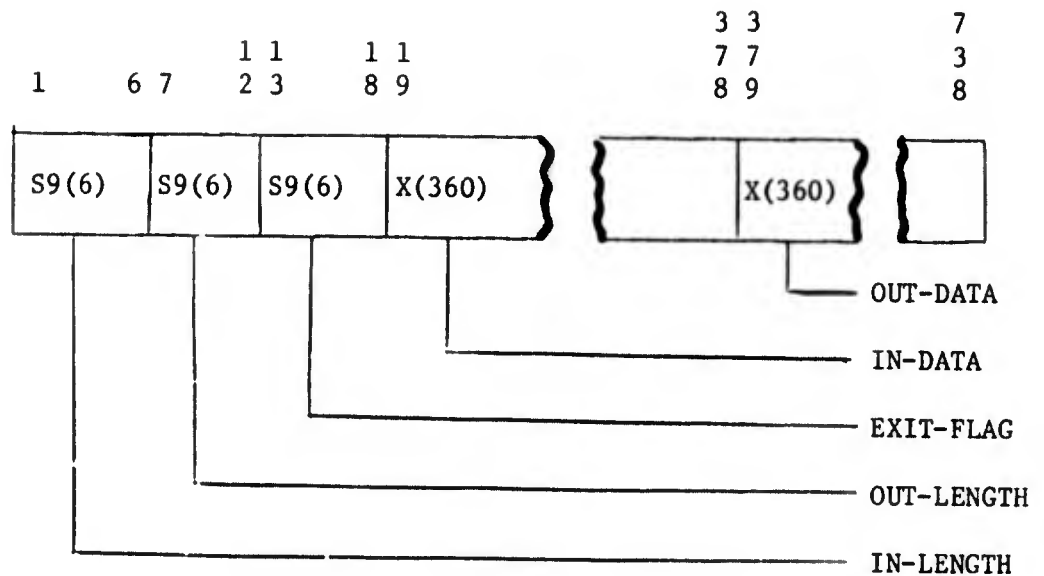 3 3 7
1 1 1 1 7 7 3
1 6 7 2 3 8 9 8 9 8
S9(6) S9(6) S9(6) X(360) X(360)
OUT-DATA
IN-DATA
EXIT-FLAG
OUT-LENGTH
IN-LENGTH